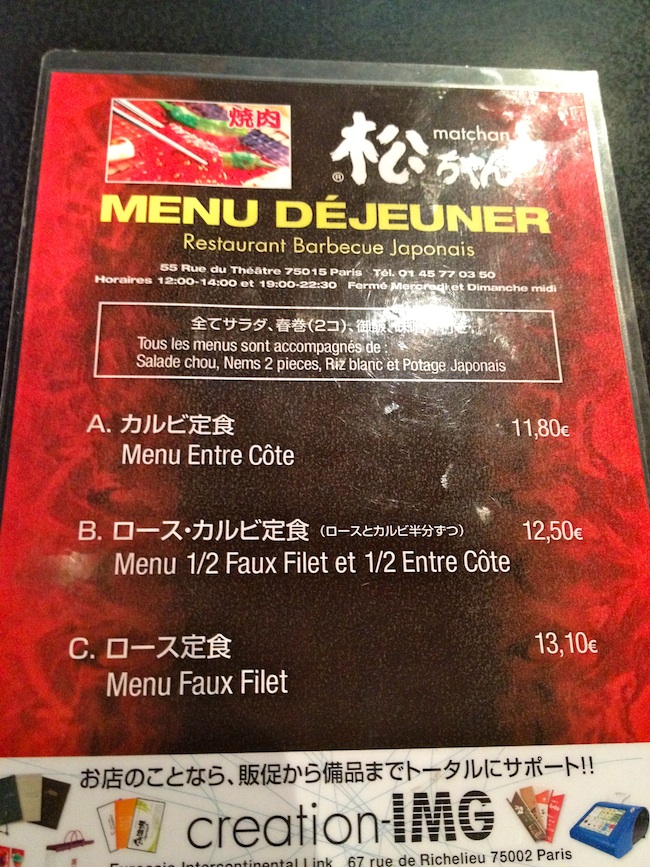 焼肉
松ちゃん
matchan
®
MENU DÉJEUNER
Restaurant Barbecue Japonais
55 Rue du Théâtre 75015 Paris Tél. 01 45 77 03 50
Horaires 12:00-14:00 et 19:00-22:30 Fermé Mercredi et Dimanche midi
全てサラダ、春巻(2コ)、御飯、
Tous les menus sont accompagnés de :
Salade chou, Nems 2 pieces, Riz blanc et Potage Japonais
A. カルビ定食 11,80€
Menu Entre Côte
B. ロース・カルビ定食 (ロースとカルビ半分ずつ) 12,50€
Menu 1/2 Faux Filet et 1/2 Entre Côte
C. ロース定食 13,10€
Menu Faux Filet
お店のことなら、販促から備品までトータルにサポート!!
creation-IMG
Français Intercontinental Link 67 rue de Richelieu 75002 Paris